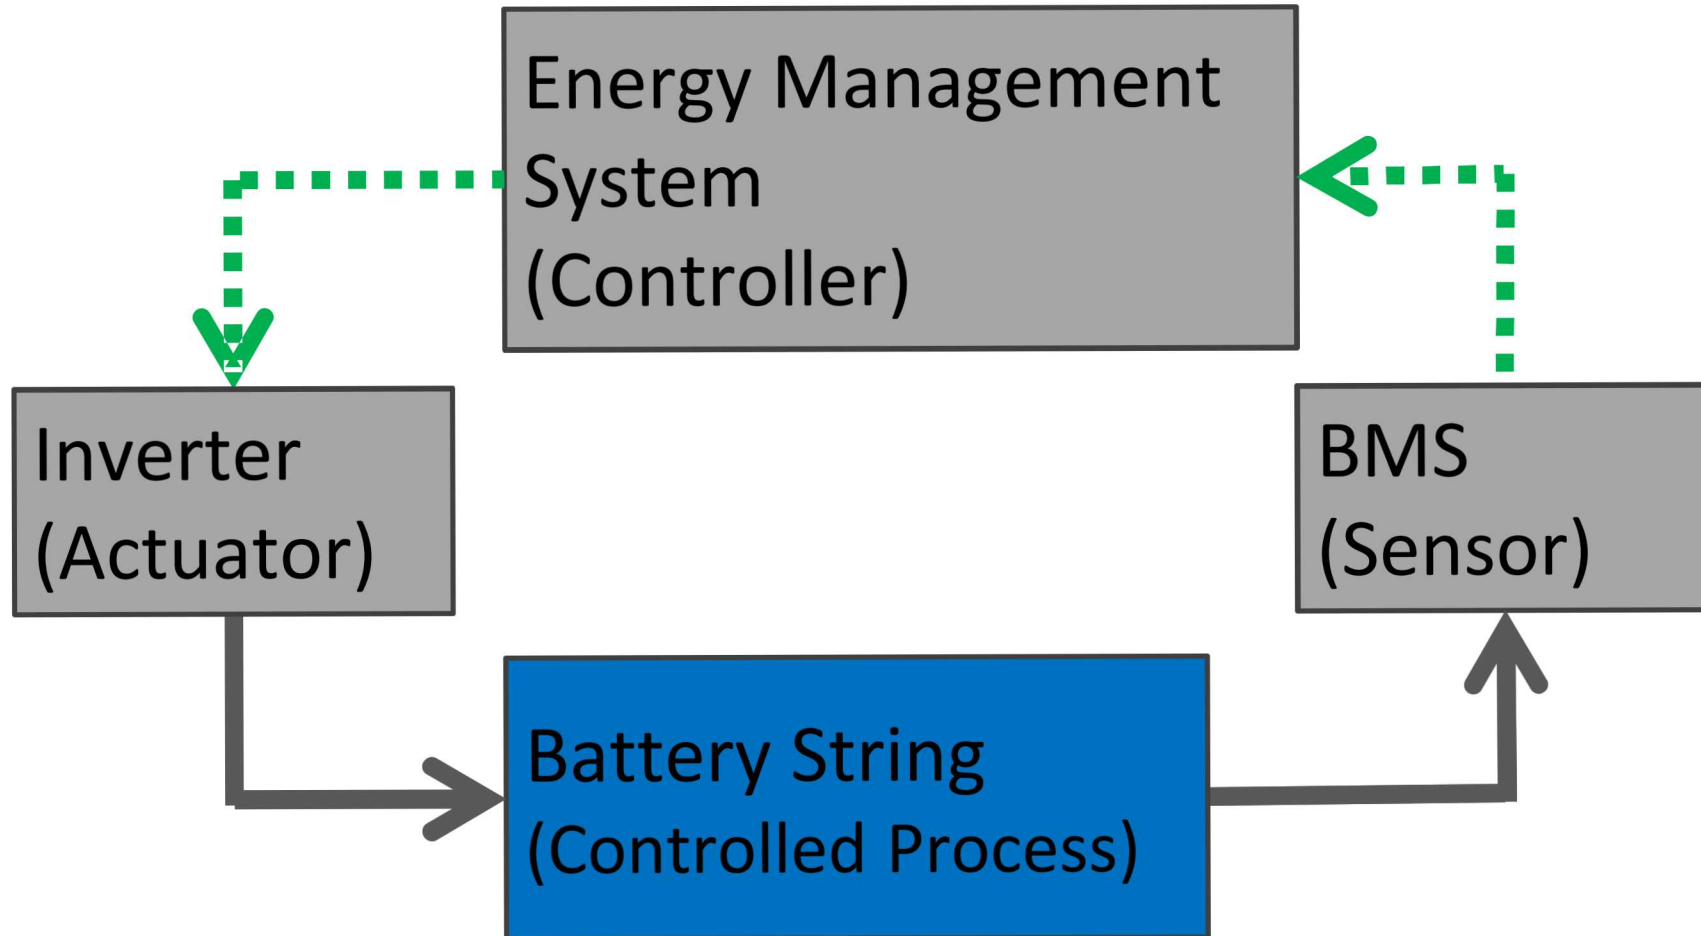 Energy Management
System
(Controller)
Inverter
(Actuator)
BMS
(Sensor)
Battery String
(Controlled Process)